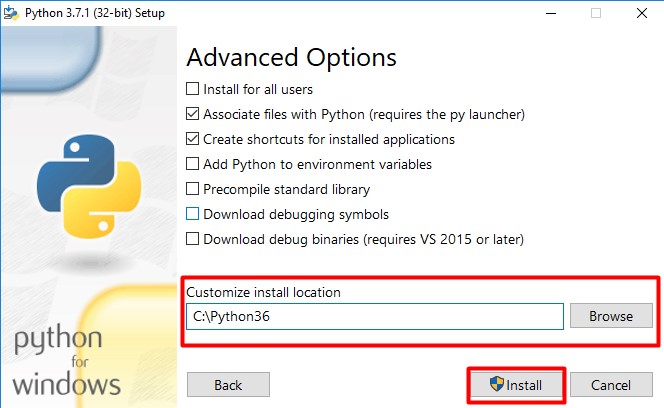 Python 3.7.1 (32-bit) Setup
Advanced Options
Install for all users
Associate files with Python (requires the py launcher)
Create shortcuts for installed applications
Add Python to environment variables
Precompile standard library
Download debugging symbols
Download debug binaries (requires VS 2015 or later)
Customize install location
C:\Python36
Browse
python
for
windows
Back
Install
Cancel